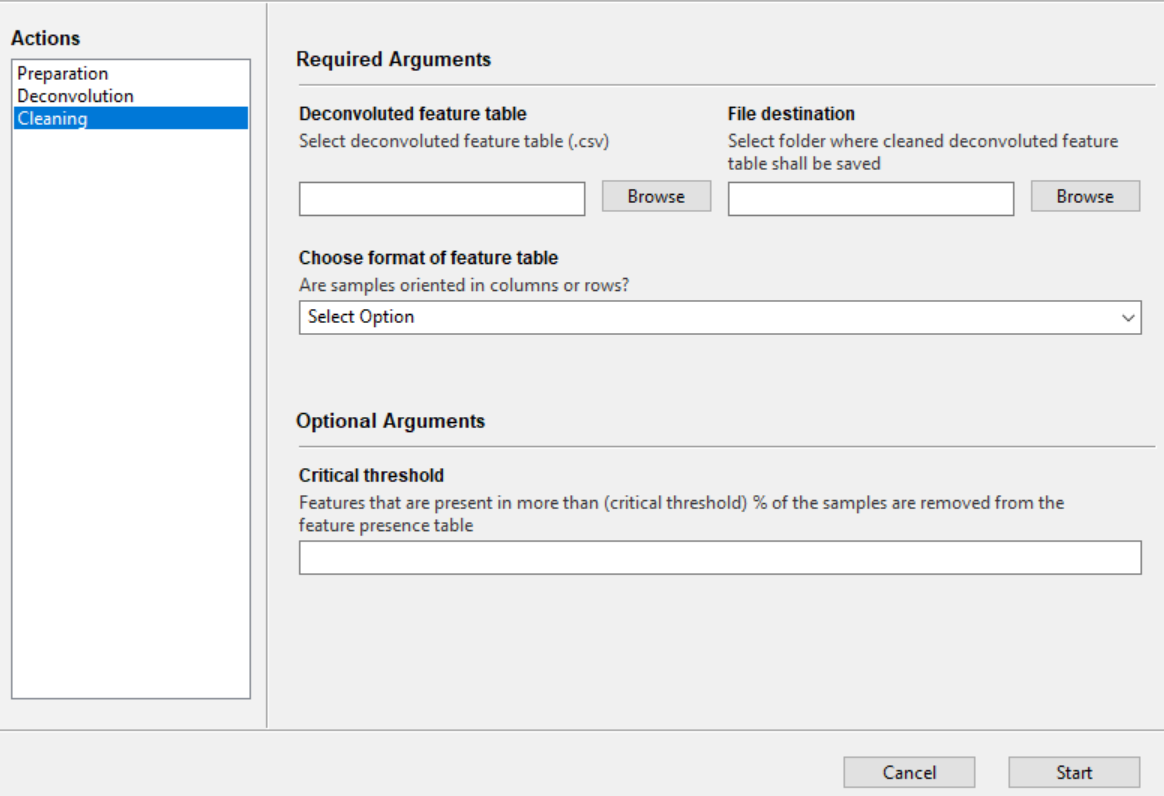 Actions
Preparation
Deconvolution
Cleaning
Required Arguments
Deconvoluted feature table
Select deconvoluted feature table (.csv)
Browse
File destination
Select folder where cleaned deconvoluted feature
table shall be saved
Browse
Choose format of feature table
Are samples oriented in columns or rows?
Select Option
Optional Arguments
Critical threshold
Features that are present in more than (critical threshold) % of the samples are removed from the
feature presence table
Cancel
Start